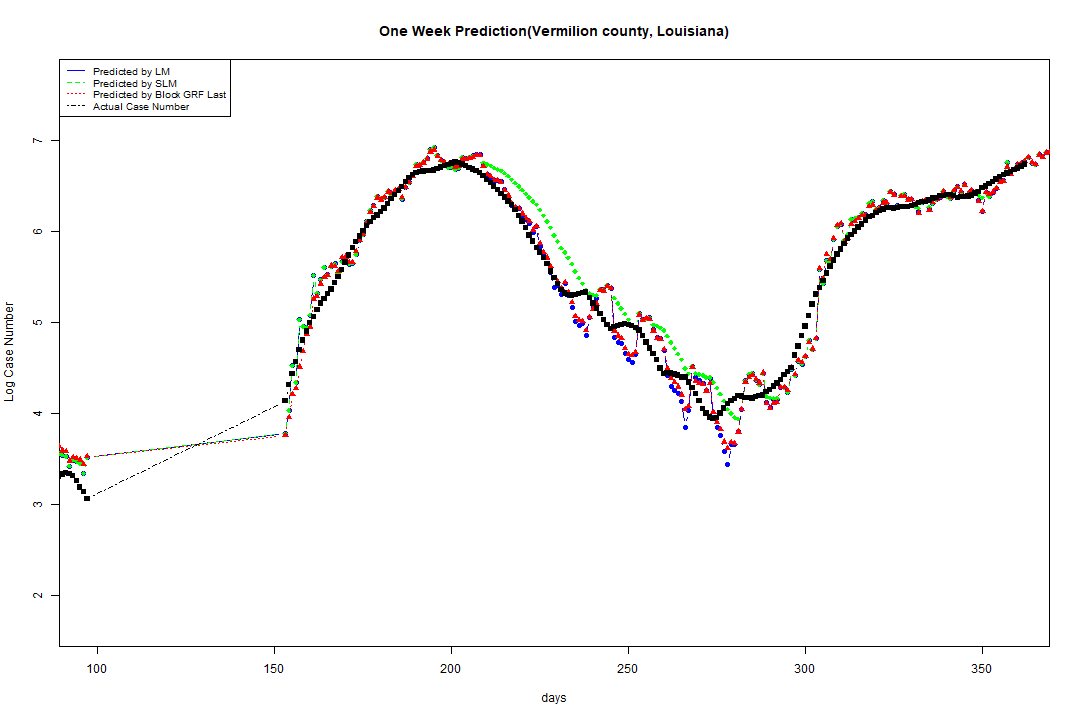 One Week Prediction(Vermilion county, Louisiana)
Predicted by LM
Predicted by SLM
Predicted by Block GRF Last
Actual Case Number
7
6
5
4
3
2
Log Case Number
100 150 200 250 300 350
days